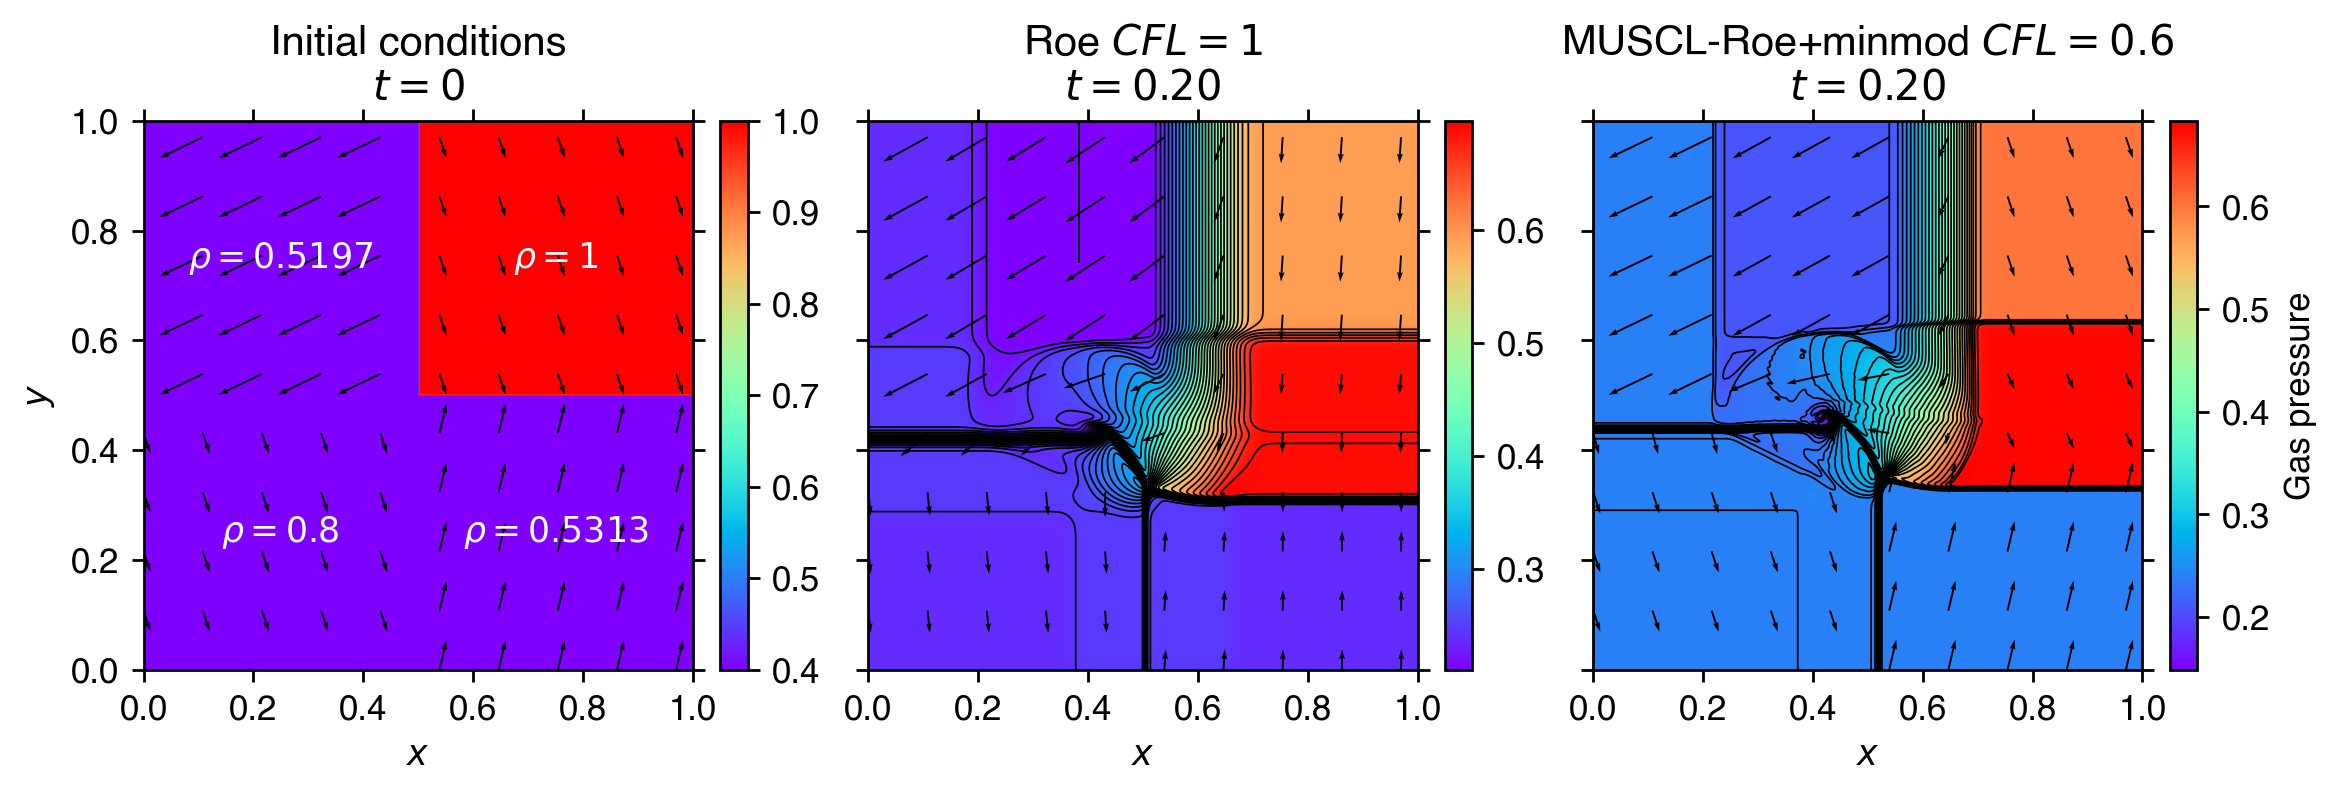 Initial conditions
t = 0
Roe CFL = 1
t = 0.20
MUSCL-Roe+minmod CFL = 0.6
t = 0.20
1.0
0.8
0.6
0.4
0.2
0.0
y
ρ = 0.5197
ρ = 1
ρ = 0.8
ρ = 0.5313
0.0 0.2 0.4 0.6 0.8 1.0
x
1.0
0.9
0.8
0.7
0.6
0.5
0.4
0.0 0.2 0.4 0.6 0.8 1.0
x
0.6
0.5
0.4
0.3
0.0 0.2 0.4 0.6 0.8 1.0
x
0.6
0.5
0.4
0.3
0.2
Gas pressure